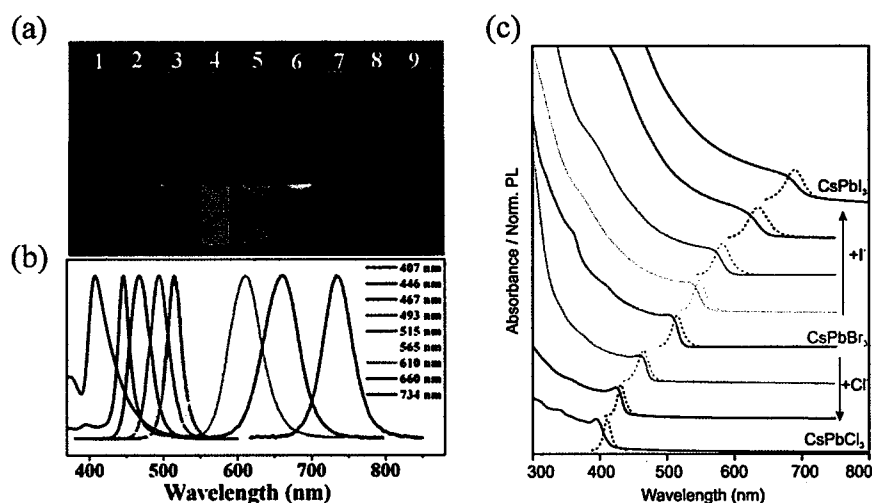 (a)
1 2 3 4 5 6 7 8 9
(b)
407 nm
446 nm
467 nm
493 nm
515 nm
565 nm
610 nm
660 nm
734 nm
400 500 600 700 800
Wavelength (nm)
(c)
Absorbance / Norm. PL
CsPbI₃
+I⁻
CsPbBr₃
+Cl⁻
CsPbCl₃
300 400 500 600 700 800
Wavelength (nm)